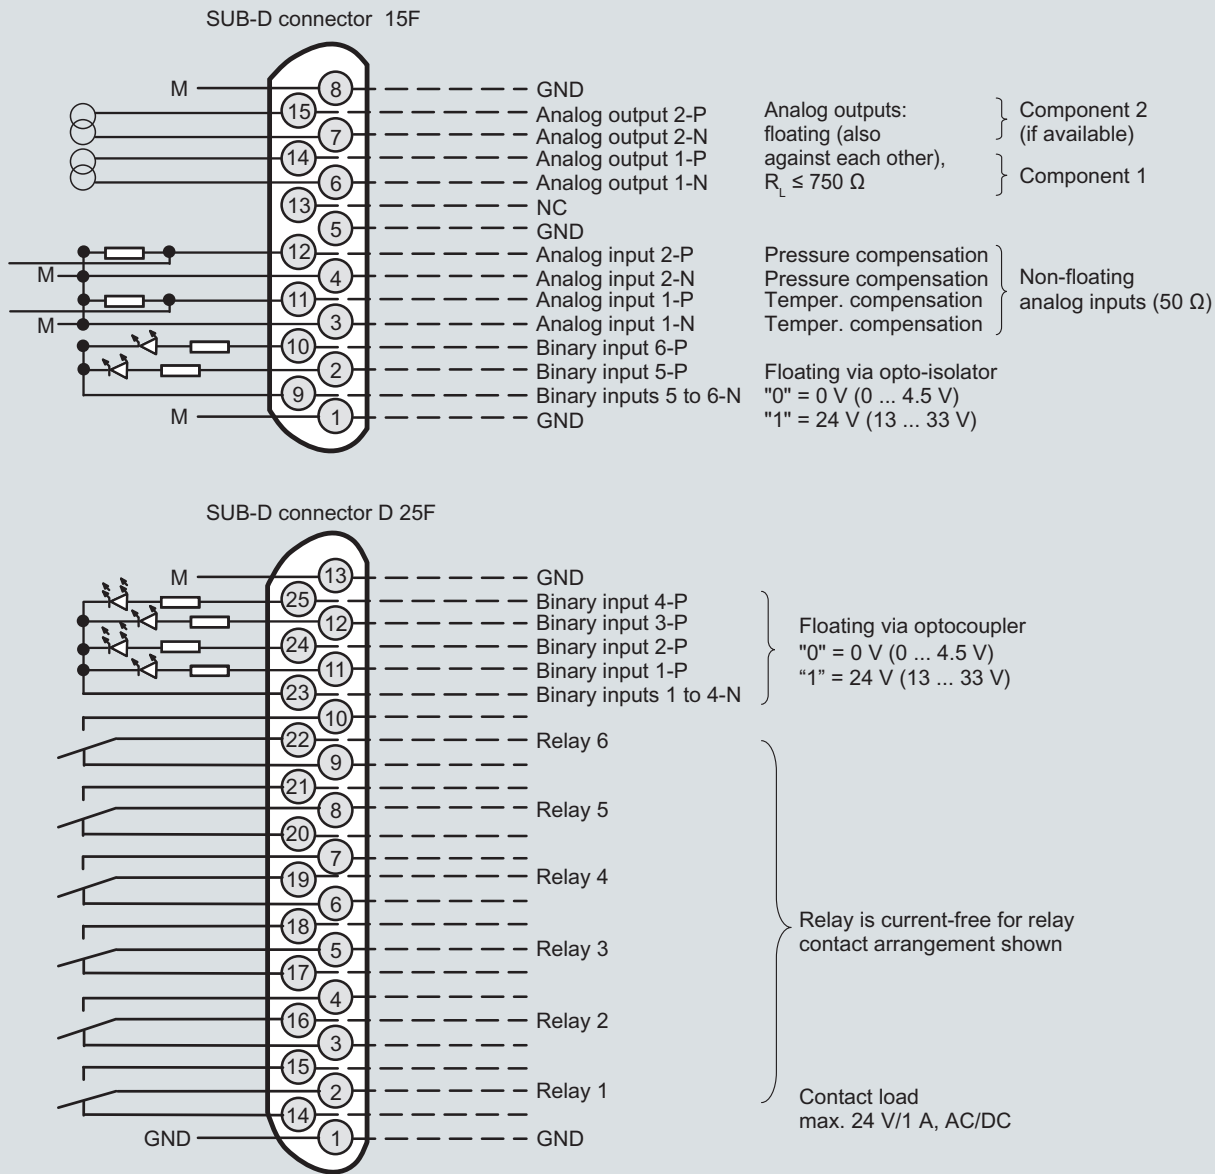 SUB-D connector 15F
M 8 GND
15 Analog output 2-P Analog outputs: Component 2
7 Analog output 2-N floating (also (if available)
14 Analog output 1-P against each other),
6 Analog output 1-N RL ≤ 750 Ω Component 1
13 NC
5 GND
12 Analog input 2-P Pressure compensation
M 4 Analog input 2-N Pressure compensation Non-floating
11 Analog input 1-P Temper. compensation analog inputs (50 Ω)
M 3 Analog input 1-N Temper. compensation
10 Binary input 6-P
2 Binary input 5-P Floating via opto-isolator
9 Binary inputs 5 to 6-N "0" = 0 V (0 ... 4.5 V)
M 1 GND "1" = 24 V (13 ... 33 V)
SUB-D connector D 25F
M 13 GND
25 Binary input 4-P
12 Binary input 3-P Floating via optocoupler
24 Binary input 2-P "0" = 0 V (0 ... 4.5 V)
11 Binary input 1-P “1” = 24 V (13 ... 33 V)
23 Binary inputs 1 to 4-N
10
22 Relay 6
9
21
8 Relay 5
20
7
19 Relay 4
6
18
5 Relay 3
17
Relay is current-free for relay
contact arrangement shown
4
16 Relay 2
3
15
2 Relay 1
14
Contact load
max. 24 V/1 A, AC/DC
GND 1 GND